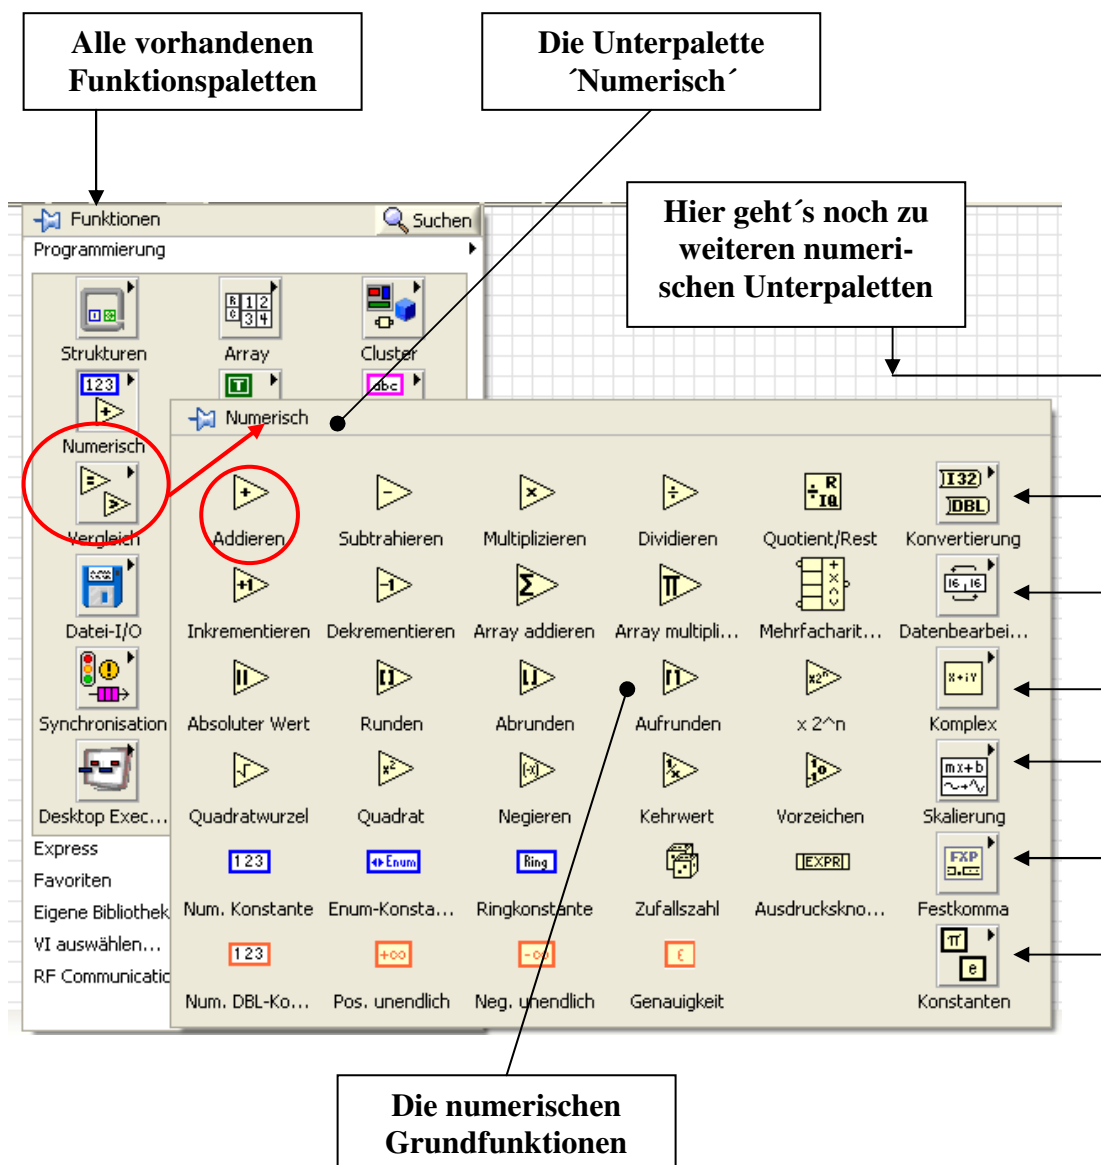 Alle vorhandenen
Funktionspaletten
Die Unterpalette
´Numerisch´
Hier geht´s noch zu
weiteren numeri-
schen Unterpaletten
Funktionen
Suchen
Programmierung
Strukturen Array Cluster
Numerisch
Vergleich
Datei-I/O
Synchronisation
Desktop Exec...
Express
Favoriten
Eigene Bibliothek
VI auswählen...
RF Communicatic
Numerisch
Addieren Subtrahieren Multiplizieren Dividieren Quotient/Rest Konvertierung
Inkrementieren Dekrementieren Array addieren Array multipli... Mehrfacharit... Datenbearbei...
Absoluter Wert Runden Abrunden Aufrunden x 2^n Komplex
Quadratwurzel Quadrat Negieren Kehrwert Vorzeichen Skalierung
Num. Konstante Enum-Konsta... Ringkonstante Zufallszahl Ausdruckskno... Festkomma
Num. DBL-Ko... Pos. unendlich Neg. unendlich Genauigkeit Konstanten
Die numerischen
Grundfunktionen